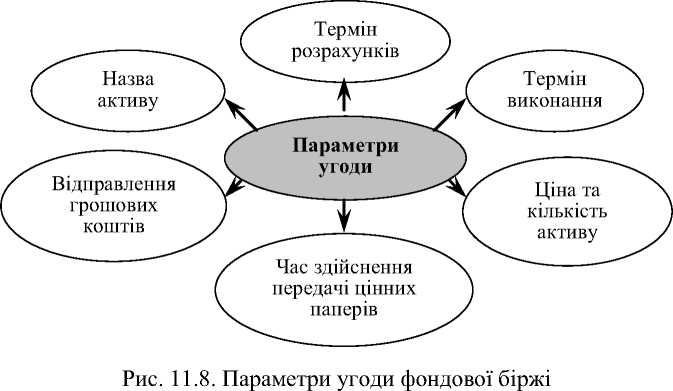 Термін
розрахунків
Назва
активу
Термін
виконання
Параметри
угоди
Відправлення
грошових
коштів
Ціна та
кількість
активу
Час здійснення
передачі цінних
паперів
Рис. 11.8. Параметри угоди фондової біржі